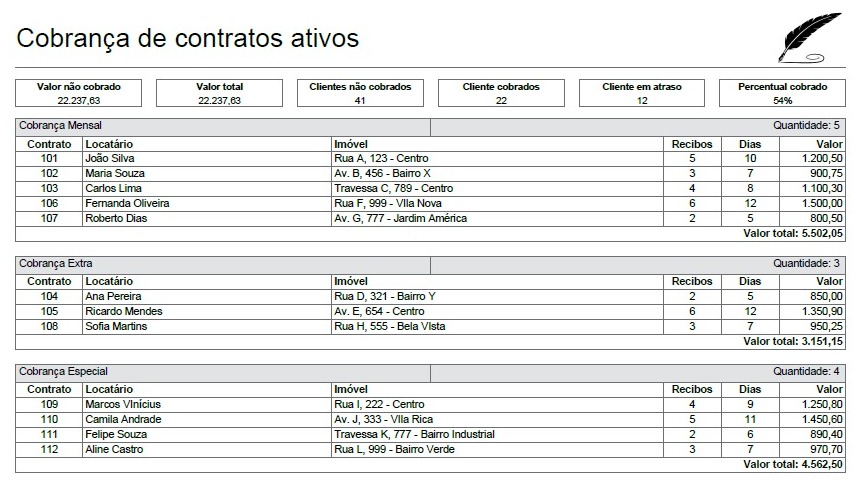 Cobrança de contratos ativos
Valor não cobrado Valor total Clientes não cobrados Cliente cobrados Cliente em atraso Percentual cobrado
22.237,63 22.237,63 41 22 12 54%
Cobrança Mensal Quantidade: 5
Contrato Locatário Imóvel Recibos Dias Valor
101 João Silva Rua A, 123 - Centro 5 10 1.200,50
102 Maria Souza Av. B, 456 - Bairro X 3 7 900,75
103 Carlos Lima Travessa C, 789 - Centro 4 8 1.100,30
106 Fernanda Oliveira Rua F, 999 - VIla Nova 6 12 1.500,00
107 Roberto Dias Av. G, 777 - Jardim América 2 5 800,50
Valor total: 5.502,05
Cobrança Extra Quantidade: 3
Contrato Locatário Imóvel Recibos Dias Valor
104 Ana Pereira Rua D, 321 - Bairro Y 2 5 850,00
105 Ricardo Mendes Av. E, 654 - Centro 6 12 1.350,90
108 Sofia Martins Rua H, 555 - Bela VIsta 3 7 950,25
Valor total: 3.151,15
Cobrança Especial Quantidade: 4
Contrato Locatário Imóvel Recibos Dias Valor
109 Marcos VInícius Rua I, 222 - Centro 4 9 1.250,80
110 Camila Andrade Av. J, 333 - VIla Rica 5 11 1.450,60
111 Felipe Souza Travessa K, 777 - Bairro Industrial 2 6 890,40
112 Aline Castro Rua L, 999 - Bairro Verde 3 7 970,70
Valor total: 4.562,50